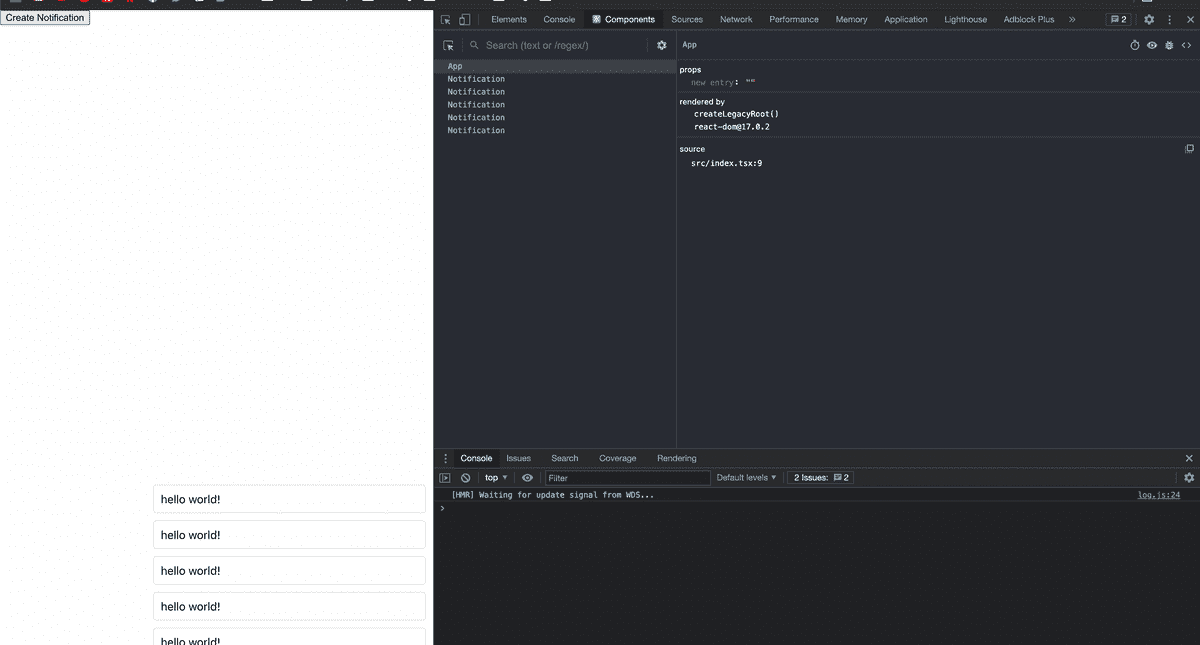 Create Notification
Elements Console Components Sources Network Performance Memory Application Lighthouse Adblock Plus » 2
Search (text or /regex/)
App
App
Notification
Notification
Notification
Notification
Notification
props
new entry: ""
rendered by
createLegacyRoot()
react-dom@17.0.2
source
src/index.tsx:9
Console Issues Search Coverage Rendering
top ▼ Filter Default levels ▼ 2 Issues: 2
[HMR] Waiting for update signal from WDS... log.js:24
>
hello world!
hello world!
hello world!
hello world!
hello world!